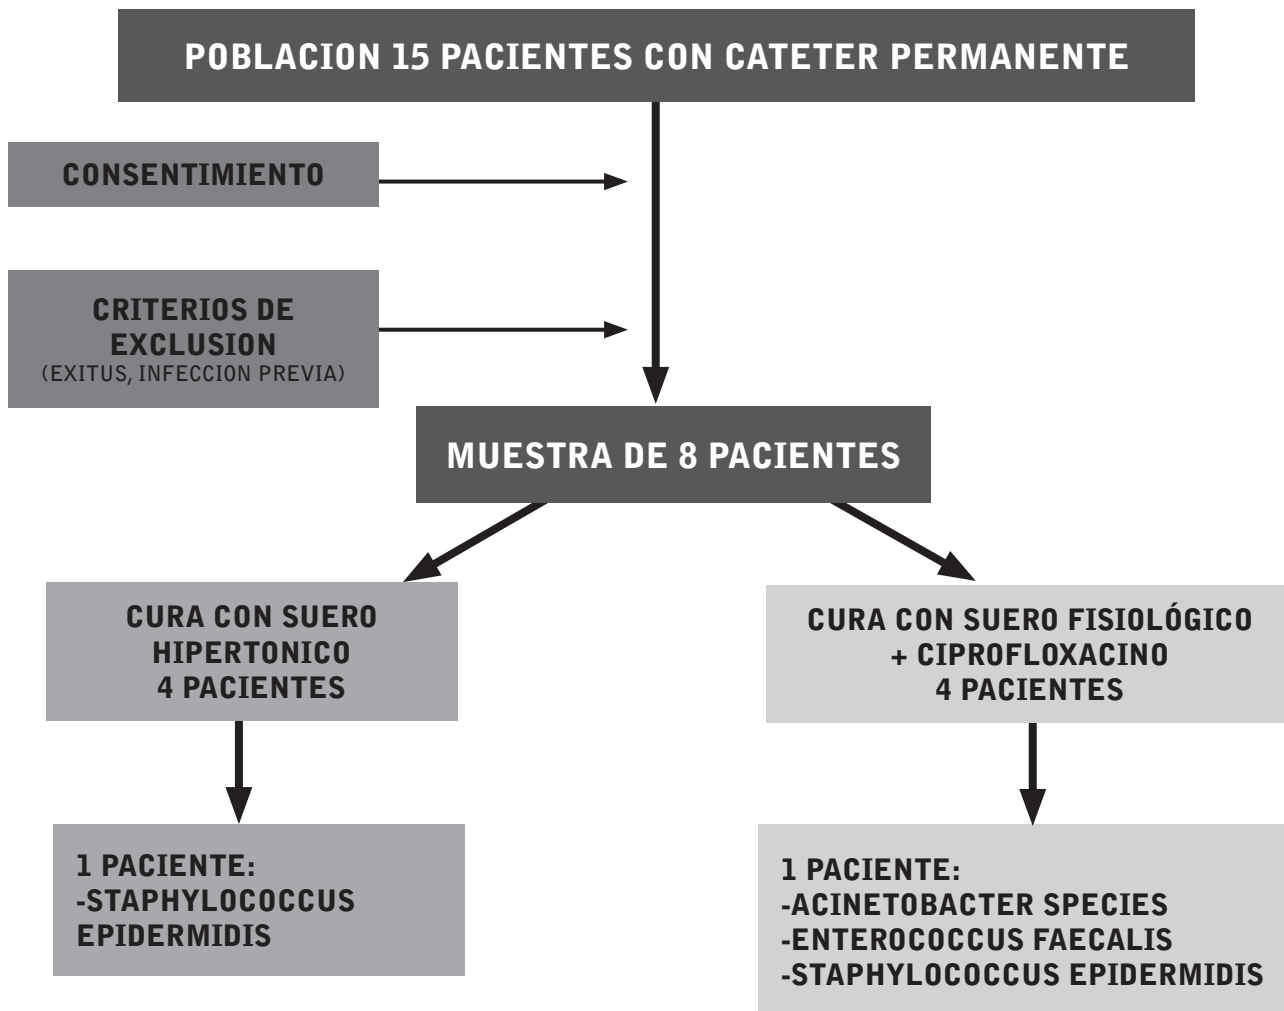 POBLACION 15 PACIENTES CON CATETER PERMANENTE
CONSENTIMIENTO
CRITERIOS DE
EXCLUSION
(EXITUS, INFECCION PREVIA)
MUESTRA DE 8 PACIENTES
CURA CON SUERO
HIPERTONICO
4 PACIENTES
CURA CON SUERO FISIOLÓGICO
+ CIPROFLOXACINO
4 PACIENTES
1 PACIENTE:
-STAPHYLOCOCCUS
EPIDERMIDIS
1 PACIENTE:
-ACINETOBACTER SPECIES
-ENTEROCOCCUS FAECALIS
-STAPHYLOCOCCUS EPIDERMIDIS